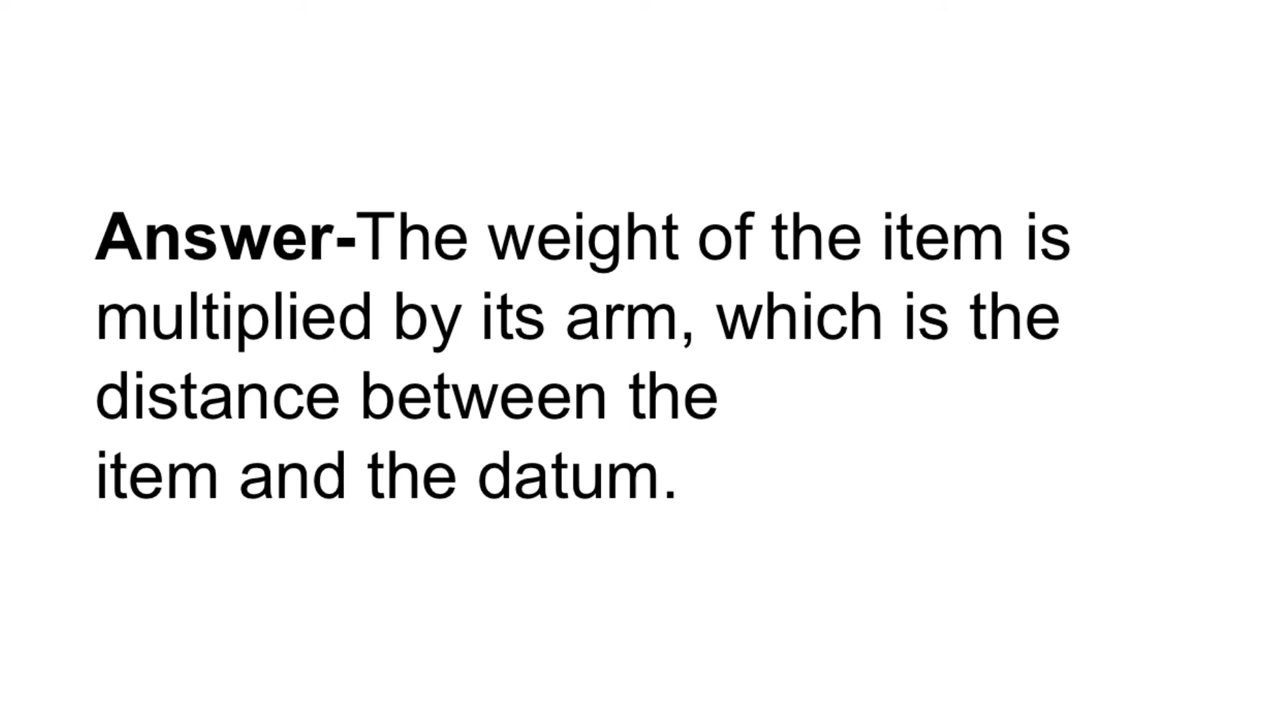 Answer-The weight of the item is
multiplied by its arm, which is the
distance between the
item and the datum.